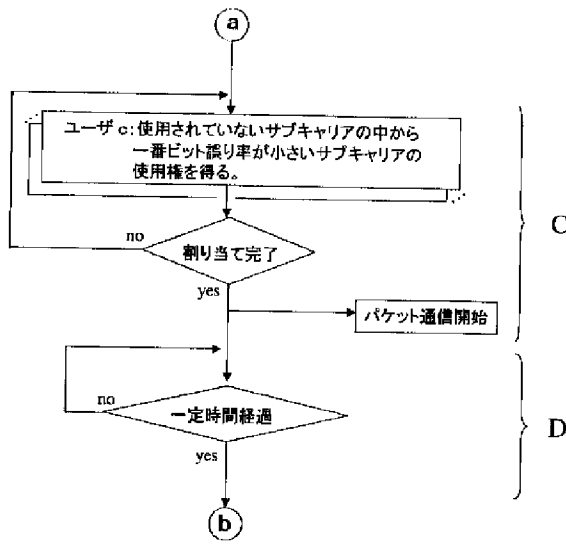 a
ユーザ c:使用されていないサブキャリアの中から
一番ビット誤り率が小さいサブキャリアの
使用権を得る。
no
割り当て完了
C
yes
パケット通信開始
no
一定時間経過
D
yes
b